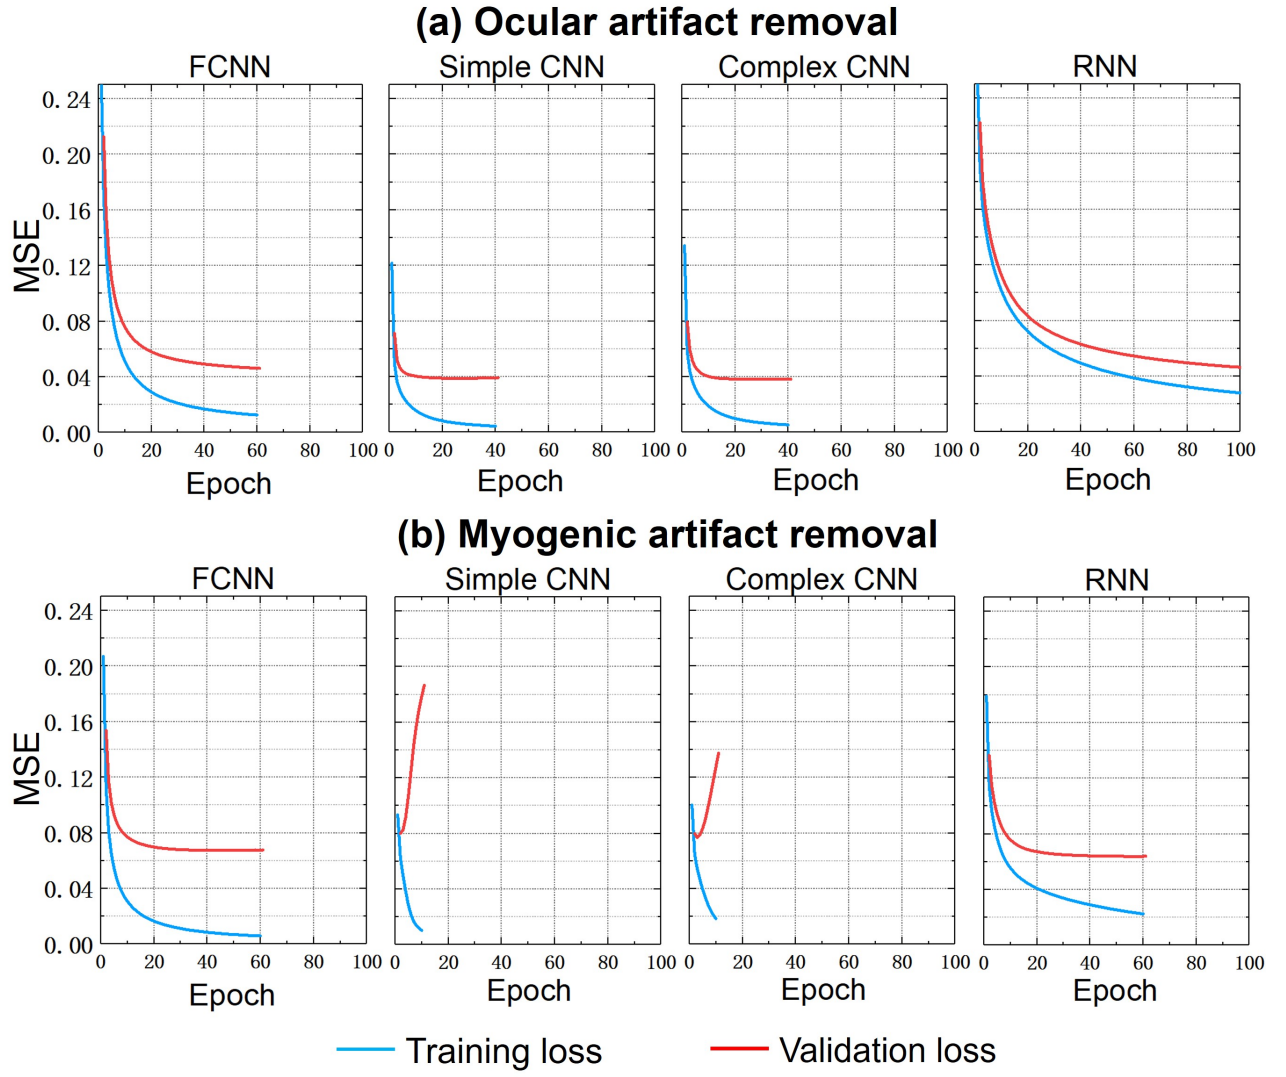 (a) Ocular artifact removal
FCNN Simple CNN Complex CNN RNN
MSE
0. 24
0. 20
0. 16
0. 12
0. 08
0. 04
0. 00
0 20 40 60 80 100 0 20 40 60 80 100 0 20 40 60 80 100 0 20 40 60 80 100
Epoch Epoch Epoch Epoch
(b) Myogenic artifact removal
FCNN Simple CNN Complex CNN RNN
MSE
0. 24
0. 20
0. 16
0. 12
0. 08
0. 04
0. 00
0 20 40 60 80 100 0 20 40 60 80 100 0 20 40 60 80 100 0 20 40 60 80 100
Epoch Epoch Epoch Epoch
Training loss Validation loss